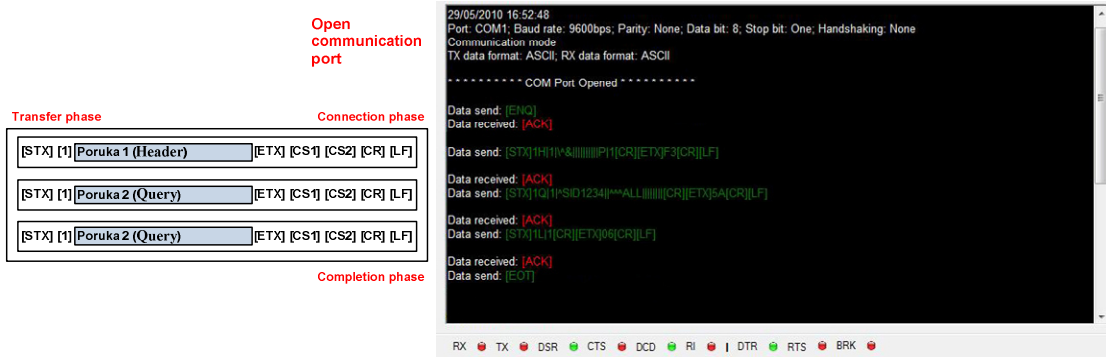 Open
communication
port
Transfer phase
Connection phase
[STX] [1] Poruka 1 (Header) [ETX] [CS1] [CS2] [CR] [LF]
[STX] [1] Poruka 2 (Query) [ETX] [CS1] [CS2] [CR] [LF]
[STX] [1] Poruka 2 (Query) [ETX] [CS1] [CS2] [CR] [LF]
Completion phase
29/05/2010 16:52:48
Port: COM1; Baud rate: 9600bps; Parity: None; Data bit: 8; Stop bit: One; Handshaking: None
Communication mode
TX data format: ASCII; RX data format: ASCII
* * * * * * * * * * COM Port Opened * * * * * * * * * *
Data send: [ENQ]
Data received: [ACK]
Data send: [STX]1H|1|\^&||||||||||P|1[CR][ETX]F3[CR][LF]
Data received: [ACK]
Data send: [STX]1Q|1|^SID1234||^^^ALL||||||||[CR][ETX]5A[CR][LF]
Data received: [ACK]
Data send: [STX]1L|1[CR][ETX]06[CR][LF]
Data received: [ACK]
Data send: [EOT]
RX TX DSR CTS DCD RI | DTR RTS BRK